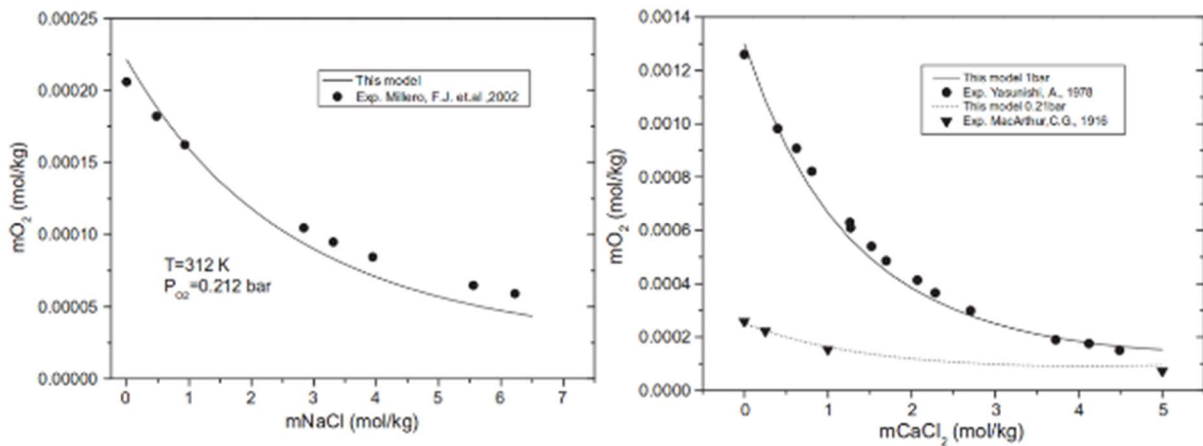 0.00025
0.00020
0.00015
0.00010
0.00005
0.00000
mO₂ (mol/kg)
This model
Exp. Millero, F.J. et.al ,2002
T=312 K
P_O2=0.212 bar
0 1 2 3 4 5 6 7
mNaCl (mol/kg)
0.0014
0.0012
0.0010
0.0008
0.0006
0.0004
0.0002
0.0000
mO₂ (mol/kg)
This model 1bar
Exp. Yasunishi, A., 1978
This model 0.21bar
Exp. MacArthur,C.G., 1916
0 1 2 3 4 5
mCaCl₂ (mol/kg)